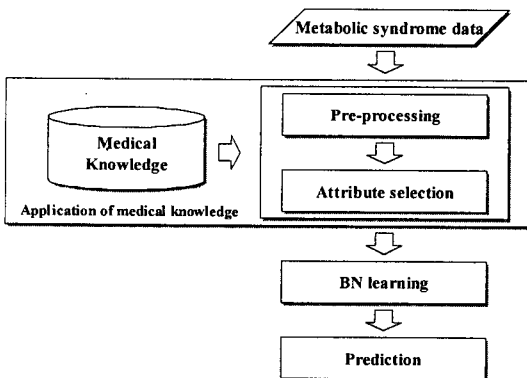 Metabolic syndrome data
Pre-processing
Medical
Knowledge
Attribute selection
Application of medical knowledge
BN learning
Prediction